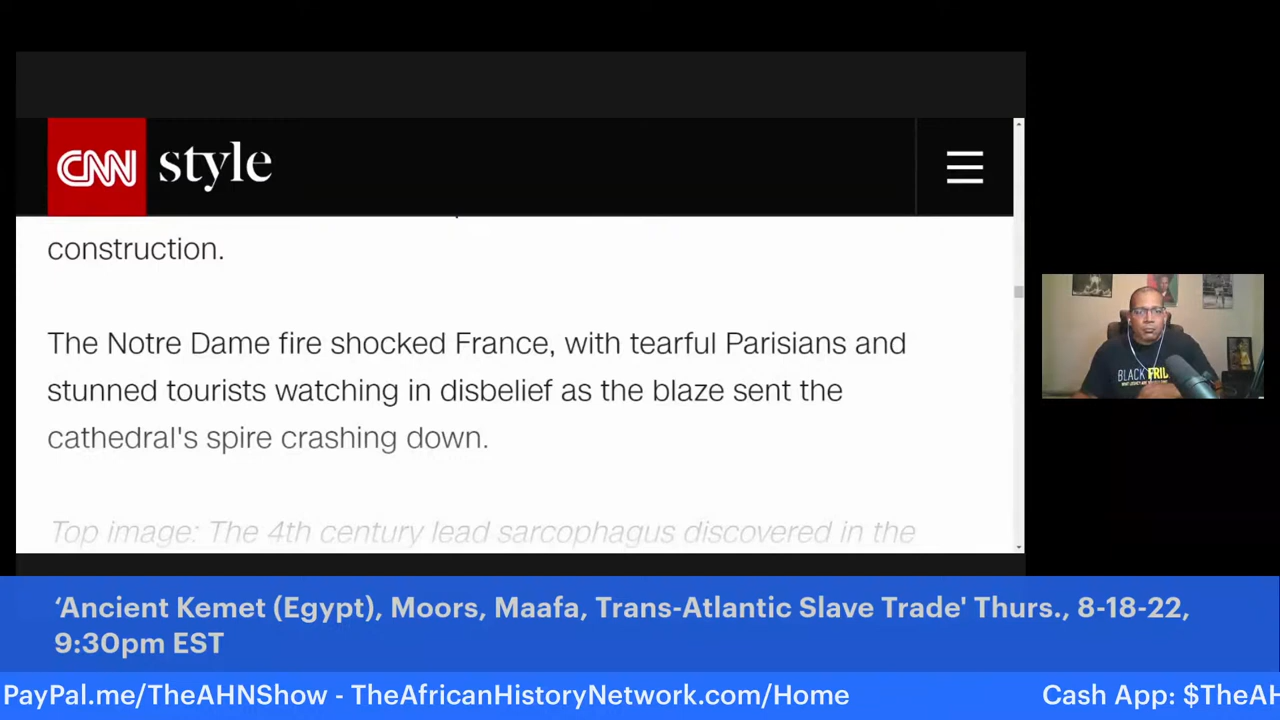 CNN style
construction.
The Notre Dame fire shocked France, with tearful Parisians and
stunned tourists watching in disbelief as the blaze sent the
cathedral's spire crashing down.
Top image: The 4th century lead sarcophagus discovered in the
BLACK FRI
‘Ancient Kemet (Egypt), Moors, Maafa, Trans-Atlantic Slave Trade' Thurs., 8-18-22,
9:30pm EST
PayPal.me/TheAHNShow - TheAfricanHistoryNetwork.com/Home
Cash App: $TheAH